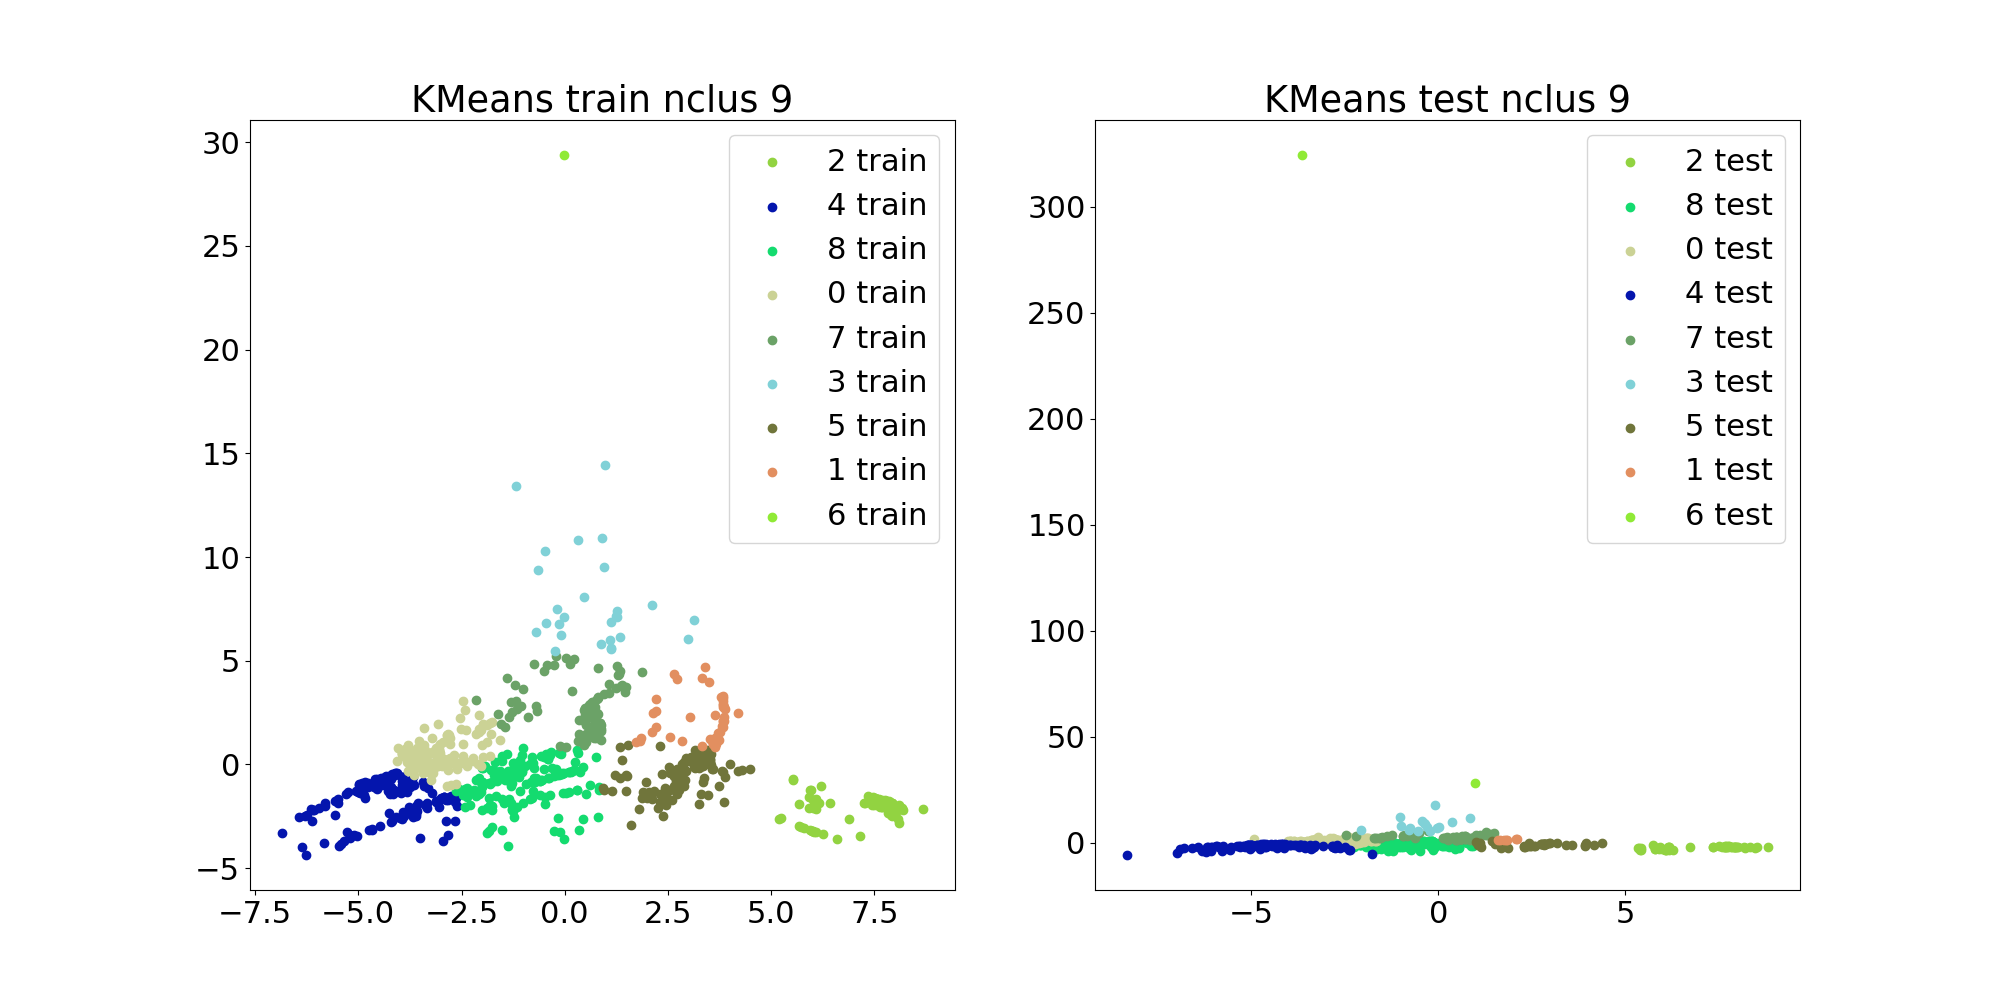 KMeans train nclus 9
30
25
20
15
10
5
0
−5
−7.5 −5.0 −2.5 0.0 2.5 5.0 7.5
2 train
4 train
8 train
0 train
7 train
3 train
5 train
1 train
6 train
KMeans test nclus 9
300
250
200
150
100
50
0
−5 0 5
2 test
8 test
0 test
4 test
7 test
3 test
5 test
1 test
6 test